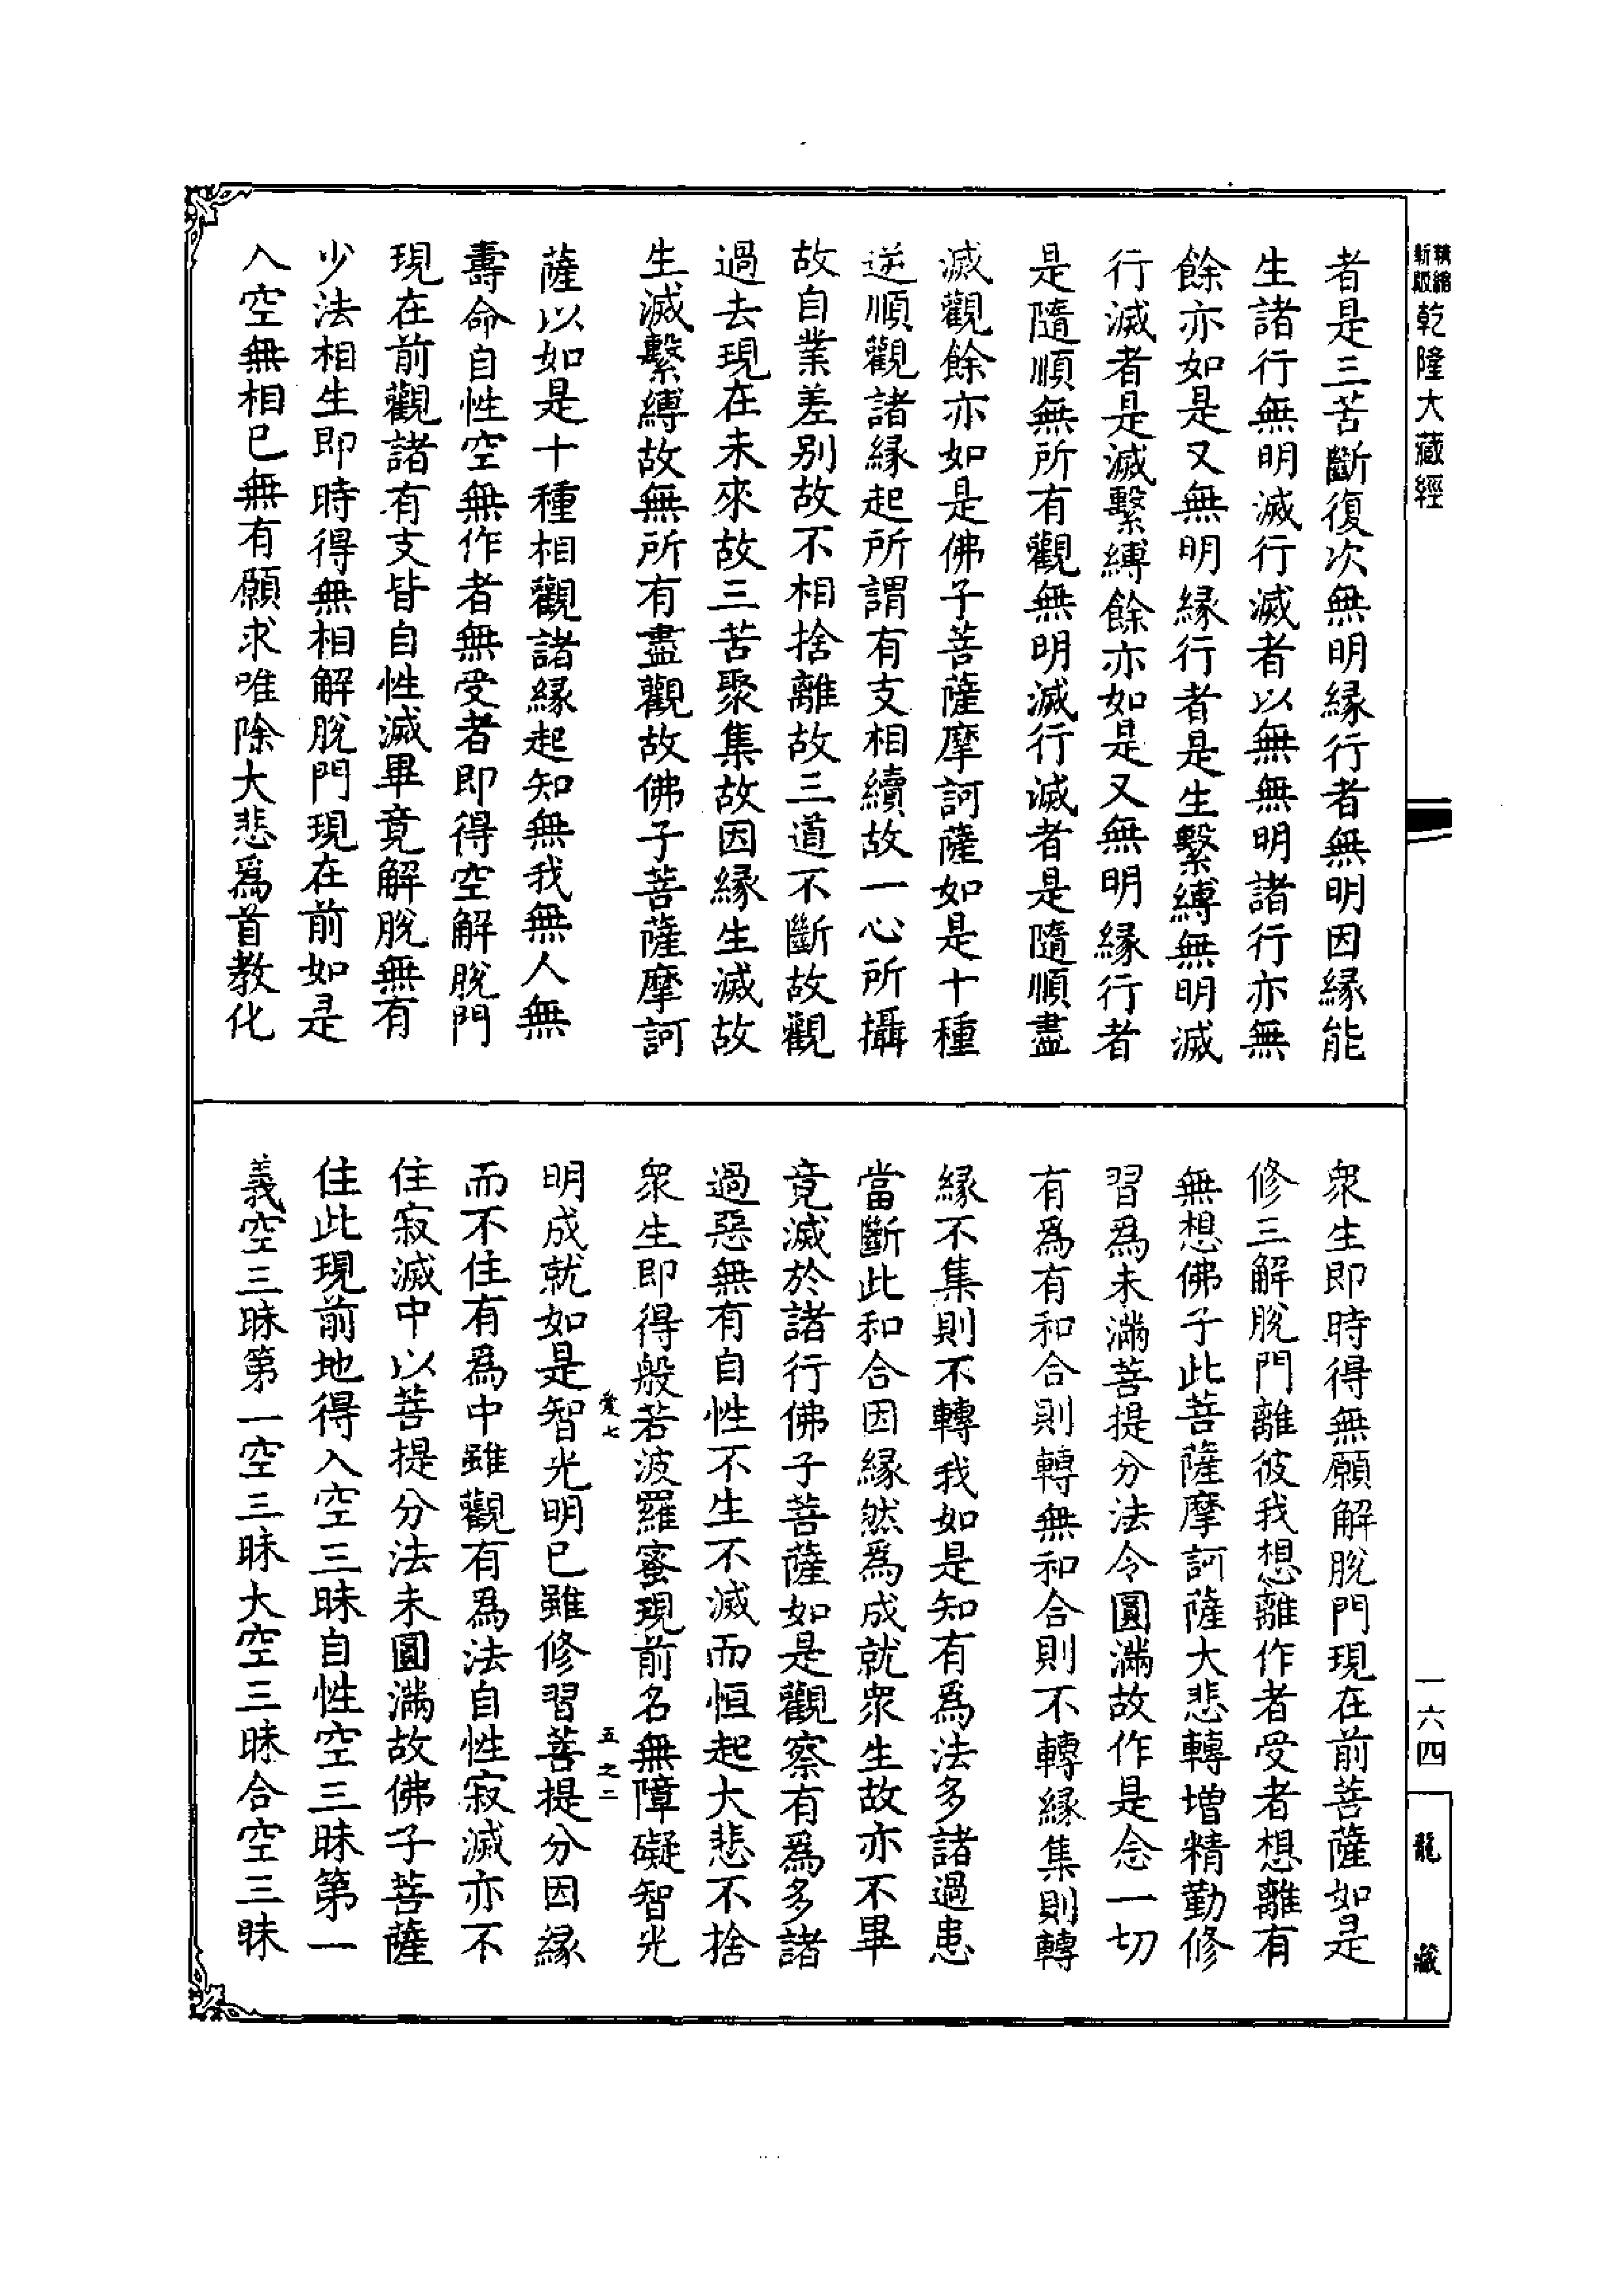 精縮
新版
乾隆大藏經
一六四
龍藏
者是三苦斷復次無明緣行者無明因緣能
生諸行無明滅行滅者以無無明諸行亦無
餘亦如是又無明緣行者是生繫縛無明滅
行滅者是滅繫縛餘亦如是又無明緣行者
是隨順無所有觀無明滅行滅者是隨順盡
滅觀餘亦如是佛子菩薩摩訶薩如是十種
逆順觀諸緣起所謂有支相續故一心所攝
故自業差別故不相捨離故三道不斷故觀
過去現在未來故三苦聚集故因緣生滅故
生滅繫縛故無所有盡觀故佛子菩薩摩訶
薩以如是十種相觀諸緣起知無我無人無
壽命自性空無作者無受者即得空解脫門
現在前觀諸有支皆自性滅畢竟解脫無有
少法相生即時得無相解脫門現在前如是
入空無相已無有願求唯除大悲爲首教化
衆生即時得無願解脫門現在前菩薩如是
修三解脫門離彼我想離作者受者想離有
無想佛子此菩薩摩訶薩大悲轉增精勤修
習爲未滿菩提分法令圓滿故作是念一切
有爲有和合則轉無和合則不轉緣集則轉
緣不集則不轉我如是知有爲法多諸過患
當斷此和合因緣然爲成就衆生故亦不畢
竟滅於諸行佛子菩薩如是觀察有爲多諸
過惡無有自性不生不滅而恒起大悲不捨
衆生即得般若波羅蜜現前名無障礙智光
愛七
五之二
明成就如是智光明已雖修習菩提分因緣
而不住有爲中雖觀有爲法自性寂滅亦不
住寂滅中以菩提分法未圓滿故佛子菩薩
住此現前地得入空三昧自性空三昧第一
義空三昧第一空三昧大空三昧合空三昧